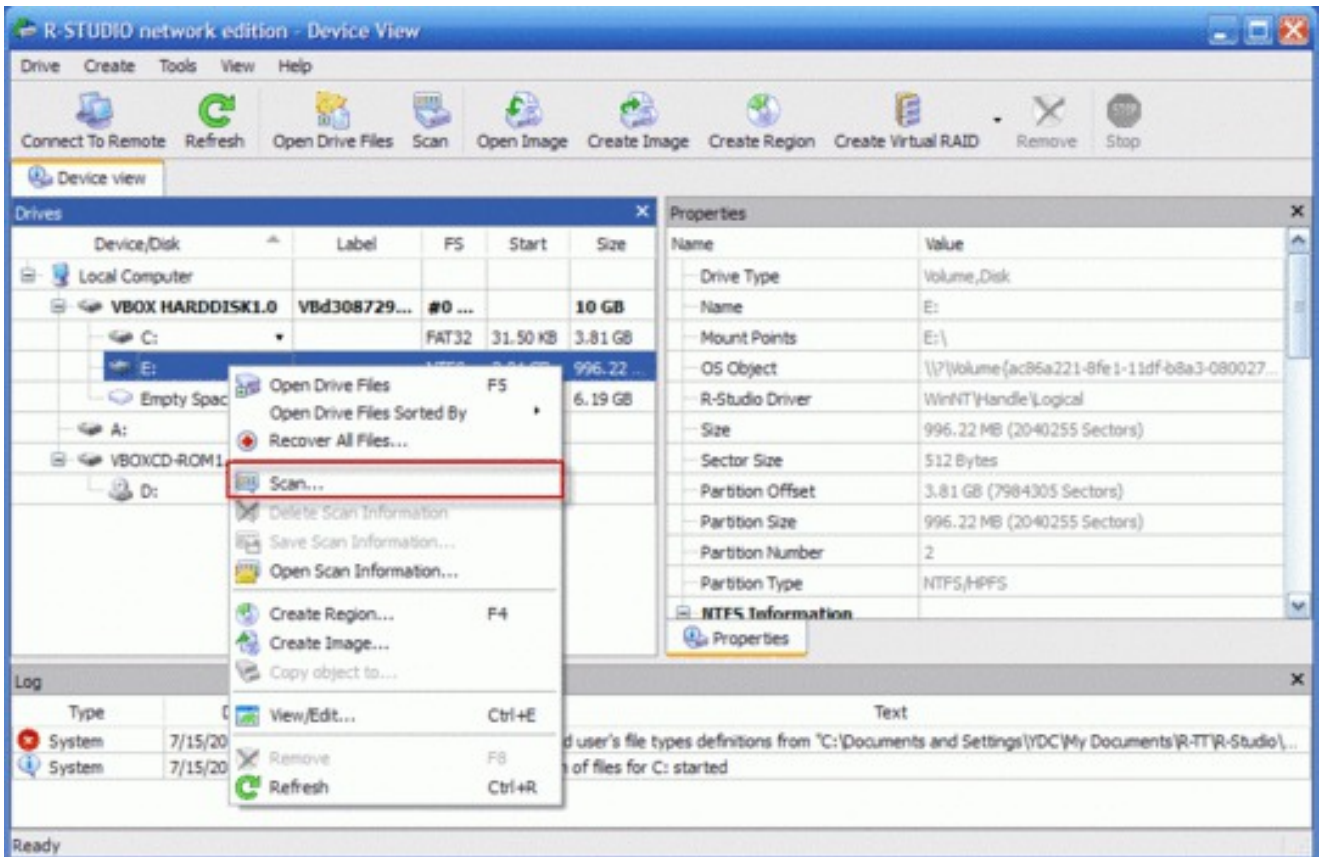 R-STUDIO network edition - Device View
Drive Create Tools View Help
Connect To Remote Refresh Open Drive Files Scan Open Image Create Image Create Region Create Virtual RAID Remove Stop
Device view
Drives
Device/Disk Label FS Start Size
Local Computer
VBOX HARDDISK1.0 VBd308729... #0 ... 10 GB
C: FAT32 31.50 KB 3.81 GB
E: 996.22 ...
Empty Spac 6.19 GB
A:
VBOXCD-ROM1.
D:
Open Drive Files F5
Open Drive Files Sorted By
Recover All Files...
Scan...
Delete Scan Information
Save Scan Information...
Open Scan Information...
Create Region... F4
Create Image...
Copy object to...
View/Edit... Ctrl+E
Remove F8
Refresh Ctrl+R
Properties
Name Value
Drive Type Volume,Disk
Name E:
Mount Points E:\
OS Object \\?\Volume{ac86a221-8fe1-11df-b8a3-080027...
R-Studio Driver WinNT\Handle\Logical
Size 996.22 MB (2040255 Sectors)
Sector Size 512 Bytes
Partition Offset 3.81 GB (7984305 Sectors)
Partition Size 996.22 MB (2040255 Sectors)
Partition Number 2
Partition Type NTFS/HPFS
NTFS Information
Properties
Log
Type D Text
System 7/15/20 d user's file types definitions from "C:\Documents and Settings\YDC\My Documents\R-TT\R-Studio\...
System 7/15/20 n of files for C: started
Ready